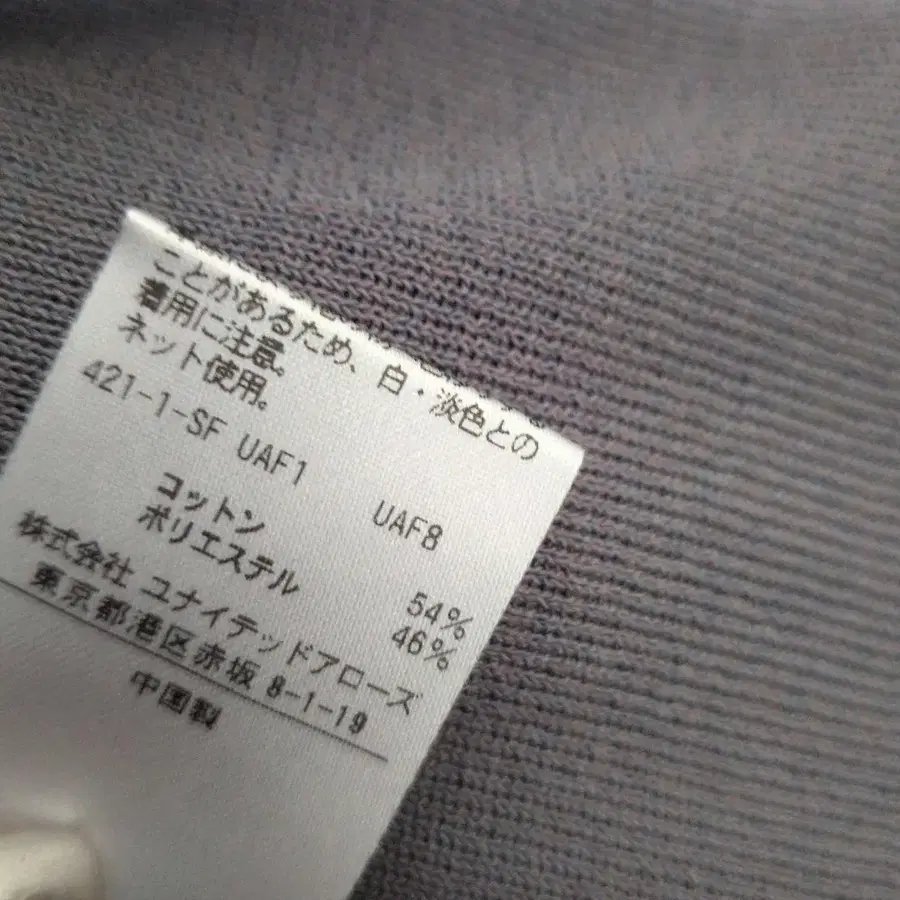 ことがあるため、白・淡色との
着用に注意。
ネット使用。
421-1-SF UAF1 UAF8
コットン 54%
ポリエステル 46%
株式会社 ユナイテッドアローズ
東京都港区赤坂 8-1-19
中国製